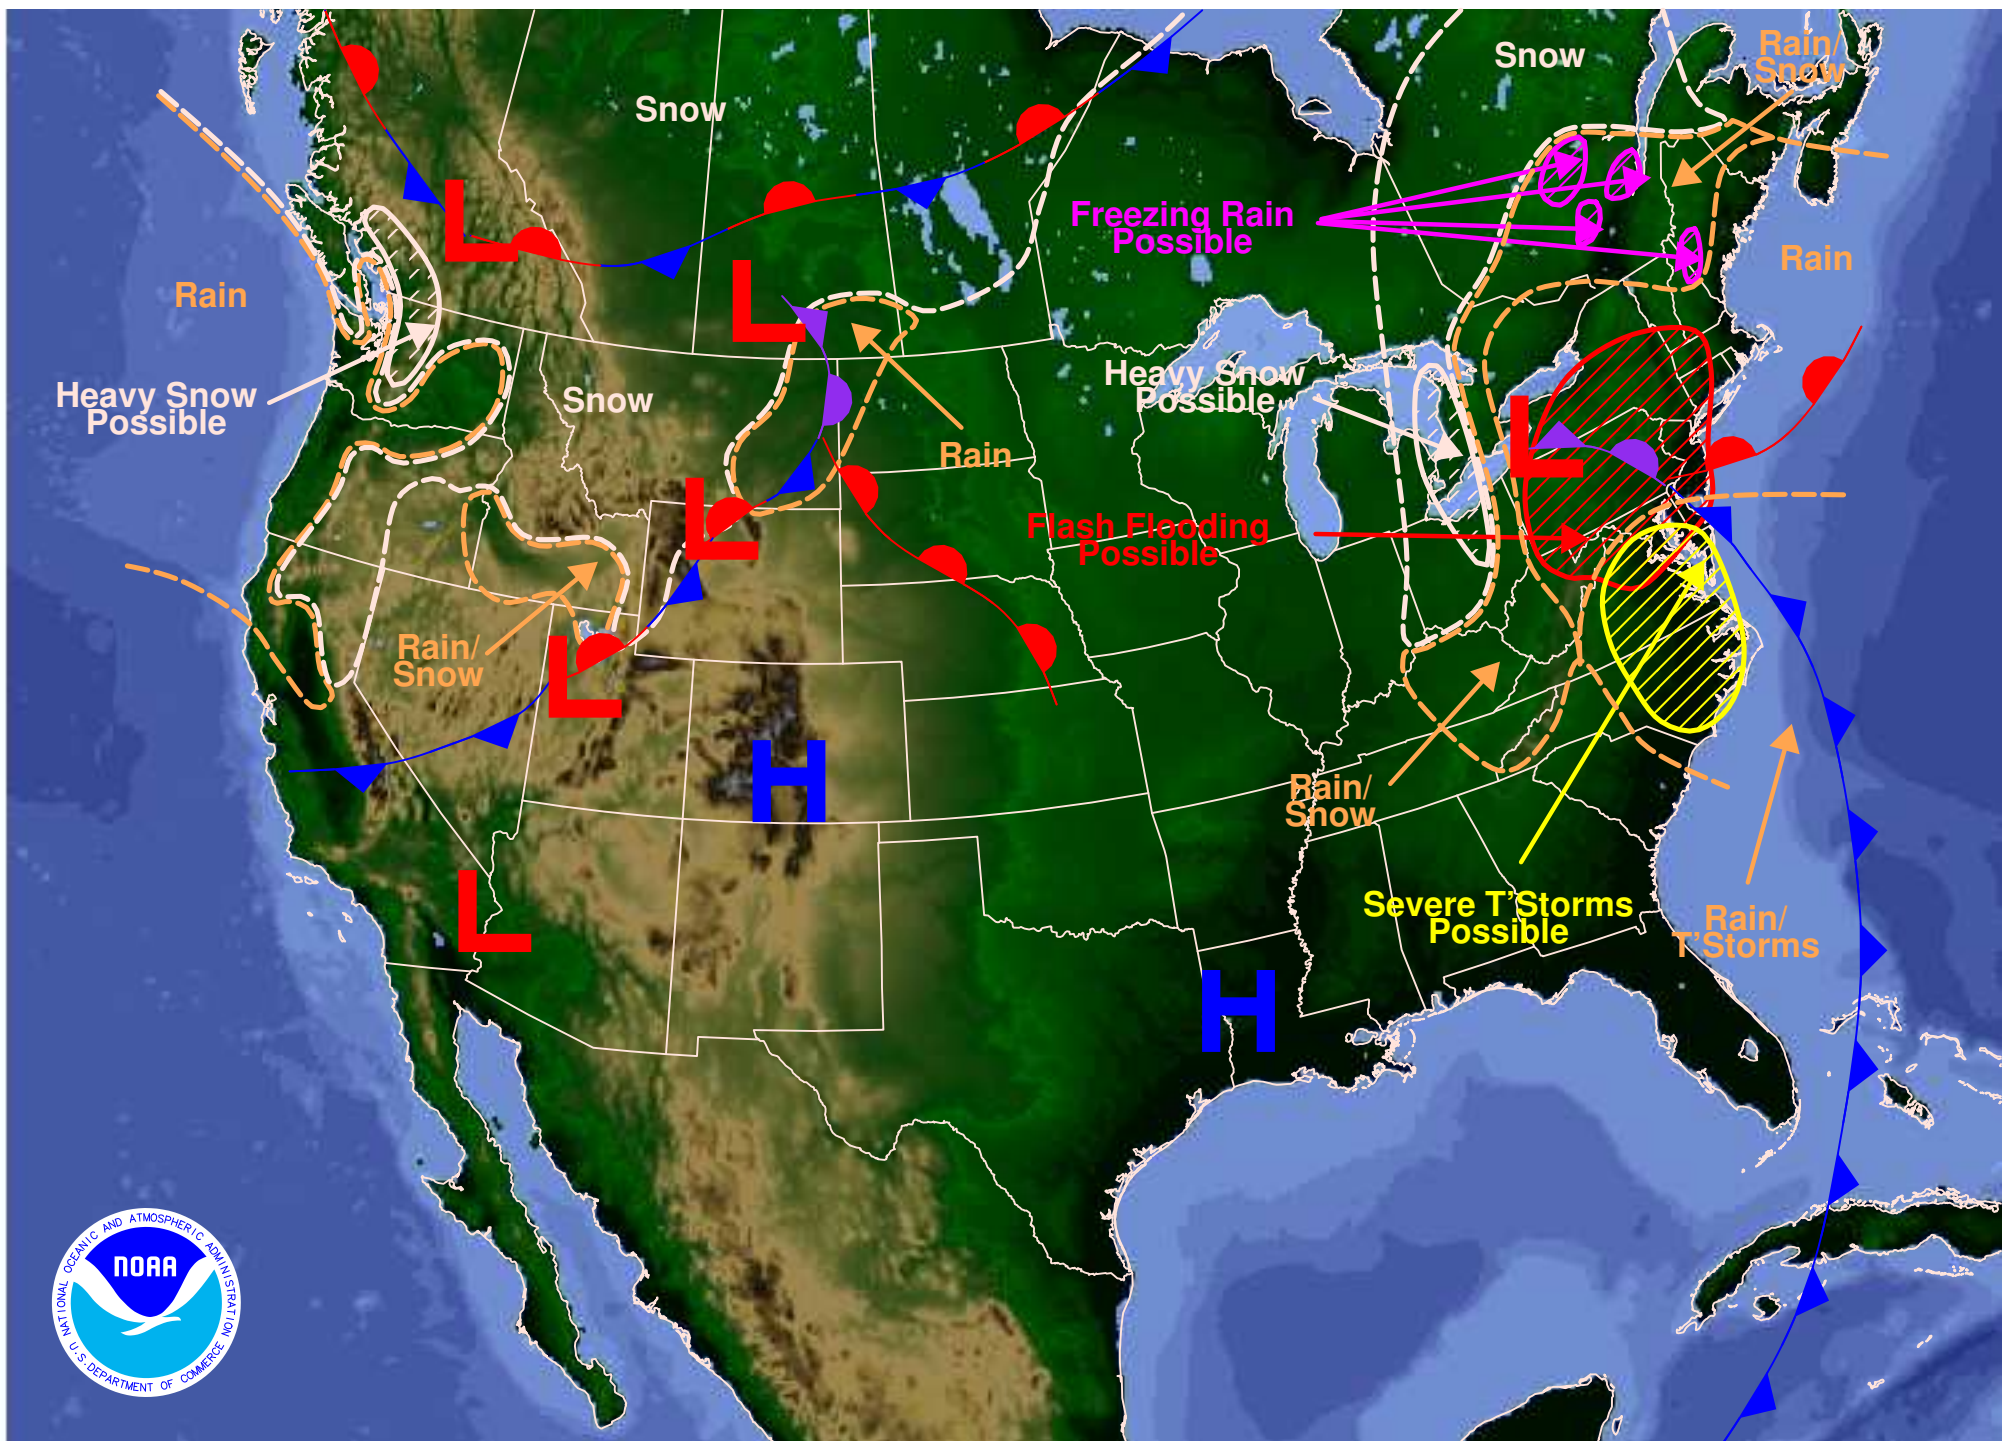 Snow
Rain/
Snow
Snow
Freezing Rain
Possible
Rain
Rain
Heavy Snow
Possible
Heavy Snow
Possible
Snow
Rain
Flash Flooding
Possible
Rain/
Snow
Rain/
Snow
Severe T'Storms
Possible
Rain/
T'Storms
L
L
L
L
L
L
H
H
NATIONAL OCEANIC AND ATMOSPHERIC ADMINISTRATION
NOAA
U.S. DEPARTMENT OF COMMERCE